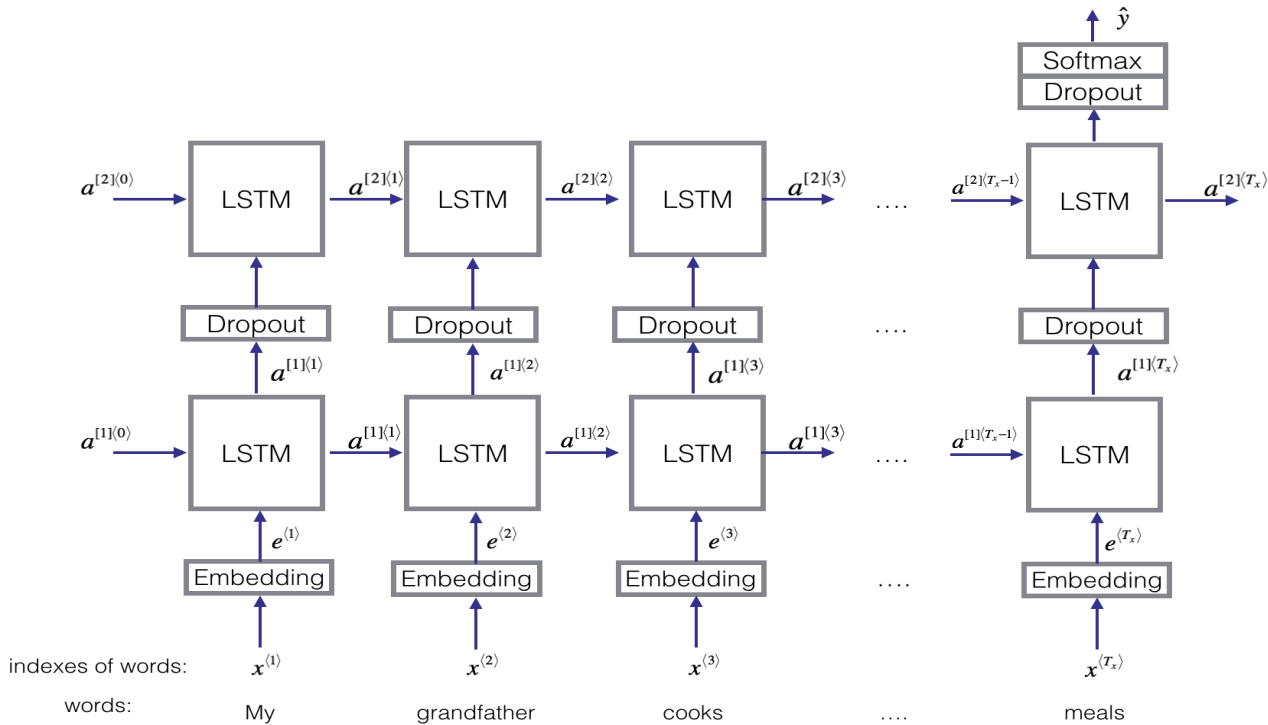 ŷ
Softmax
Dropout
a^{[2]⟨0⟩} LSTM a^{[2]⟨1⟩} LSTM a^{[2]⟨2⟩} LSTM a^{[2]⟨3⟩} .... a^{[2]⟨T_x−1⟩} LSTM a^{[2]⟨T_x⟩}
Dropout Dropout Dropout .... Dropout
a^{[1]⟨1⟩} a^{[1]⟨2⟩} a^{[1]⟨3⟩} a^{[1]⟨T_x⟩}
a^{[1]⟨0⟩} LSTM a^{[1]⟨1⟩} LSTM a^{[1]⟨2⟩} LSTM a^{[1]⟨3⟩} .... a^{[1]⟨T_x−1⟩} LSTM
e^{⟨1⟩} e^{⟨2⟩} e^{⟨3⟩} e^{⟨T_x⟩}
Embedding Embedding Embedding .... Embedding
indexes of words: x^{⟨1⟩} x^{⟨2⟩} x^{⟨3⟩} x^{⟨T_x⟩}
words: My grandfather cooks .... meals